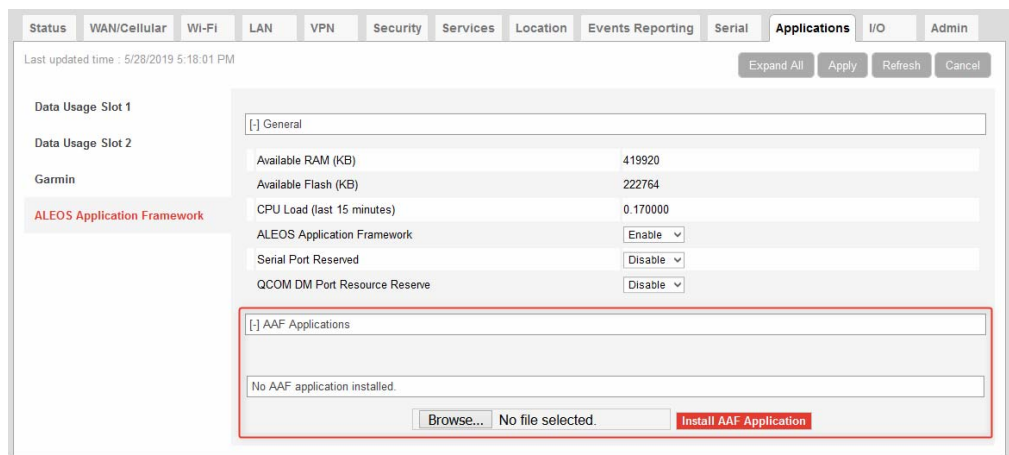 Status WAN/Cellular Wi-Fi LAN VPN Security Services Location Events Reporting Serial Applications I/O Admin
Last updated time : 5/28/2019 5:18:01 PM
Expand All Apply Refresh Cancel
Data Usage Slot 1
Data Usage Slot 2
Garmin
ALEOS Application Framework
[-] General
Available RAM (KB) 419920
Available Flash (KB) 222764
CPU Load (last 15 minutes) 0.170000
ALEOS Application Framework Enable
Serial Port Reserved Disable
QCOM DM Port Resource Reserve Disable
[-] AAF Applications
No AAF application installed.
Browse... No file selected. Install AAF Application